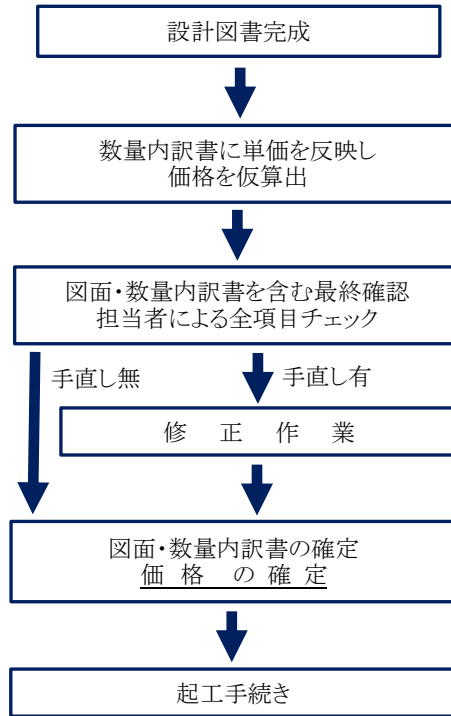 設計図書完成
数量内訳書に単価を反映し
価格を仮算出
図面・数量内訳書を含む最終確認
担当者による全項目チェック
手直し無
手直し有
修 正 作 業
図面・数量内訳書の確定
価 格 の 確 定
起工手続き